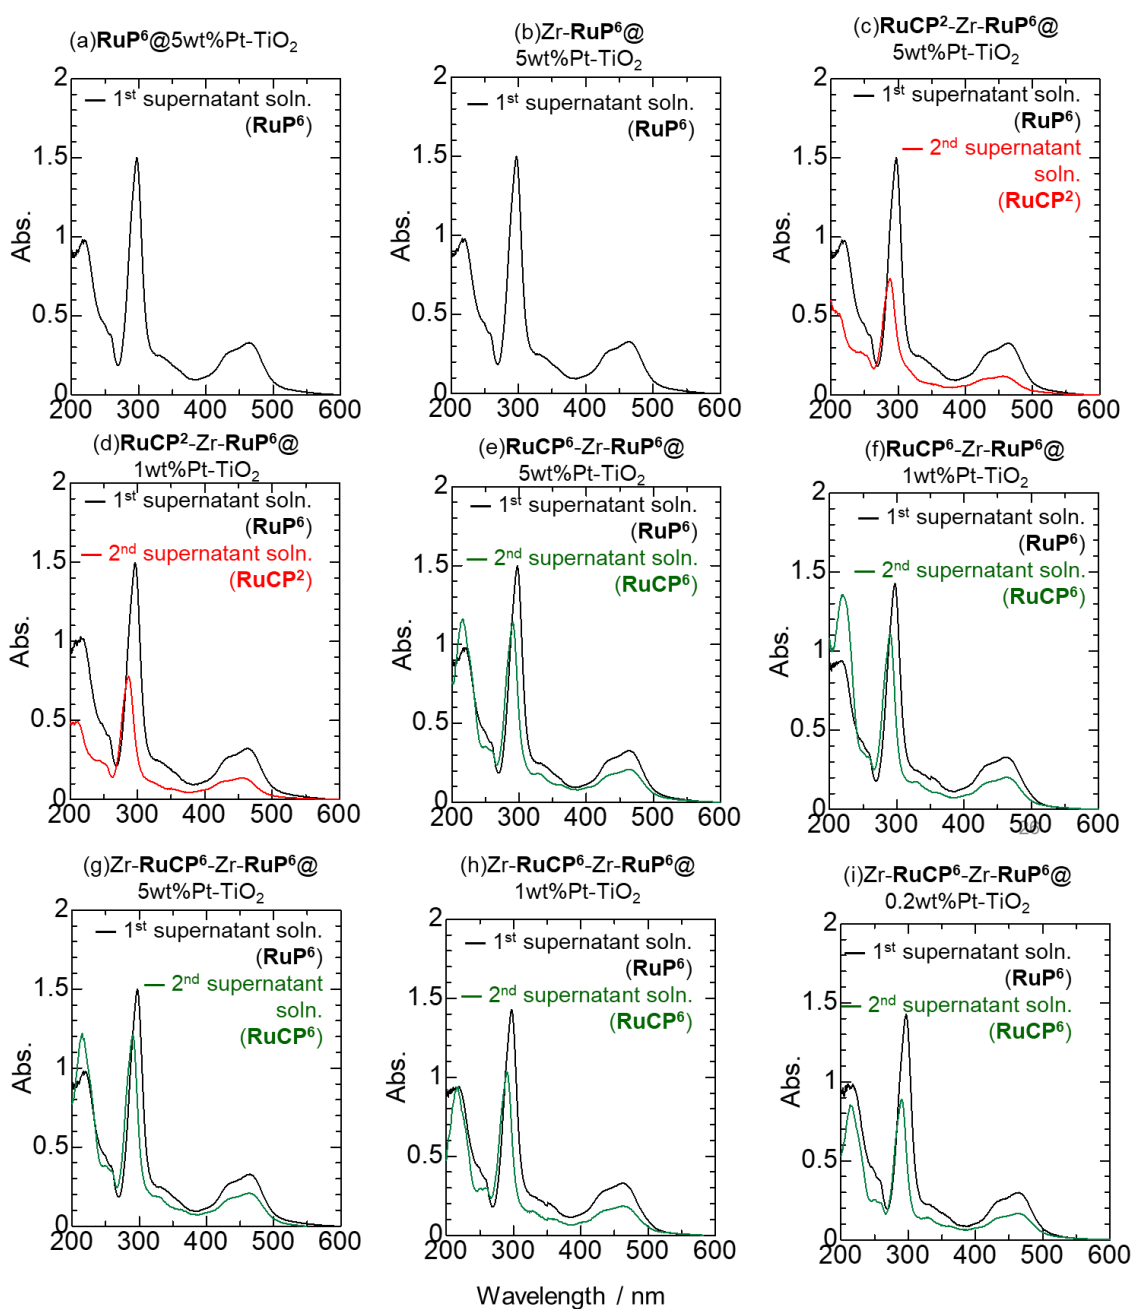 (a)RuP⁶@5wt%Pt-TiO₂
2
1.5
1
0.5
0
200 300 400 500 600
Abs.
1ˢᵗ supernatant soln.
(RuP⁶)
(b)Zr-RuP⁶@
5wt%Pt-TiO₂
2
1.5
1
0.5
0
200 300 400 500 600
Abs.
1ˢᵗ supernatant soln.
(RuP⁶)
(c)RuCP²-Zr-RuP⁶@
5wt%Pt-TiO₂
2
1.5
1
0.5
0
200 300 400 500 600
Abs.
1ˢᵗ supernatant soln.
(RuP⁶)
2ⁿᵈ supernatant
soln.
(RuCP²)
(d)RuCP²-Zr-RuP⁶@
1wt%Pt-TiO₂
2
1.5
1
0.5
0
200 300 400 500 600
Abs.
1ˢᵗ supernatant soln.
(RuP⁶)
2ⁿᵈ supernatant soln.
(RuCP²)
(e)RuCP⁶-Zr-RuP⁶@
5wt%Pt-TiO₂
2
1.5
1
0.5
0
200 300 400 500 600
Abs.
1ˢᵗ supernatant soln.
(RuP⁶)
2ⁿᵈ supernatant soln.
(RuCP⁶)
(f)RuCP⁶-Zr-RuP⁶@
1wt%Pt-TiO₂
2
1.5
1
0.5
0
200 300 400 500 600
Abs.
1ˢᵗ supernatant soln.
(RuP⁶)
2ⁿᵈ supernatant soln.
(RuCP⁶)
(g)Zr-RuCP⁶-Zr-RuP⁶@
5wt%Pt-TiO₂
2
1.5
1
0.5
0
200 300 400 500 600
Abs.
1ˢᵗ supernatant soln.
(RuP⁶)
2ⁿᵈ supernatant
soln.
(RuCP⁶)
(h)Zr-RuCP⁶-Zr-RuP⁶@
1wt%Pt-TiO₂
2
1.5
1
0.5
0
200 300 400 500 600
Abs.
1ˢᵗ supernatant soln.
(RuP⁶)
2ⁿᵈ supernatant soln.
(RuCP⁶)
(i)Zr-RuCP⁶-Zr-RuP⁶@
0.2wt%Pt-TiO₂
2
1.5
1
0.5
0
200 300 400 500 600
Abs.
1ˢᵗ supernatant soln.
(RuP⁶)
2ⁿᵈ supernatant soln.
(RuCP⁶)
Wavelength / nm